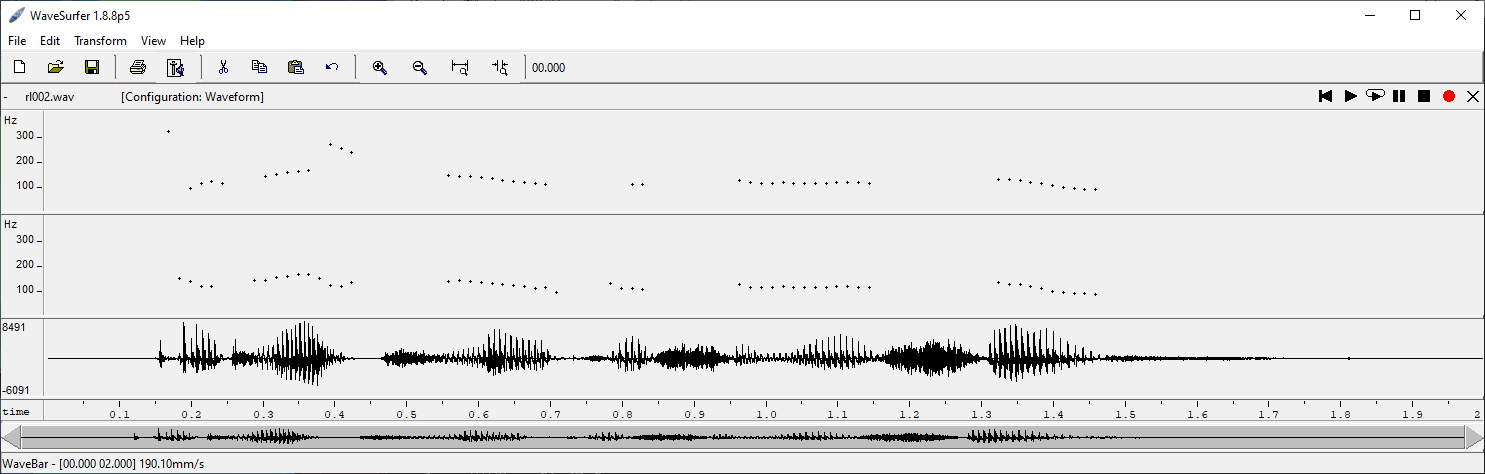 WaveSurfer 1.8.8p5
File Edit Transform View Help
00.000
- rl002.wav [Configuration: Waveform]
Hz
300
200
100
Hz
300
200
100
8491
-6091
time 0.1 0.2 0.3 0.4 0.5 0.6 0.7 0.8 0.9 1.0 1.1 1.2 1.3 1.4 1.5 1.6 1.7 1.8 1.9 2
WaveBar - [00.000 02.000] 190.10mm/s